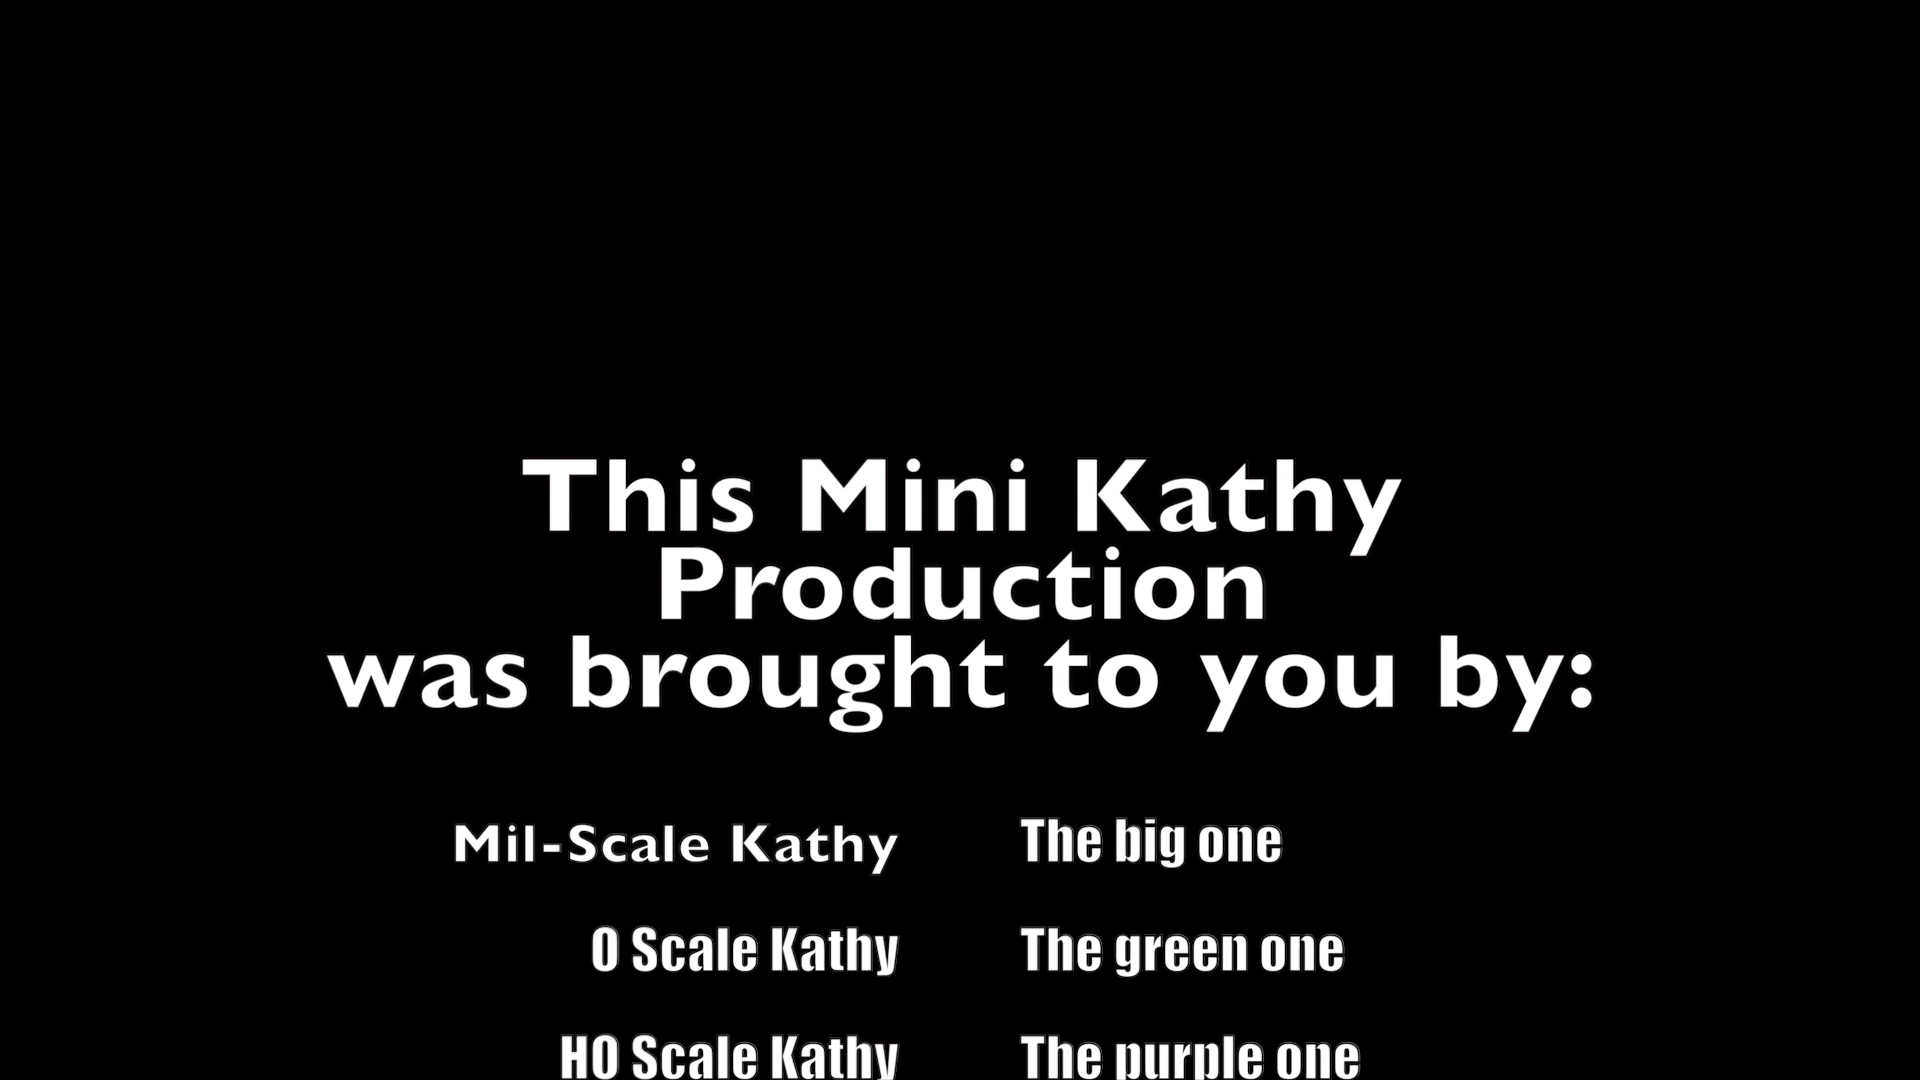 This Mini Kathy
Production
was brought to you by:
Mil-Scale Kathy The big one
O Scale Kathy The green one
HO Scale Kathy The purple one